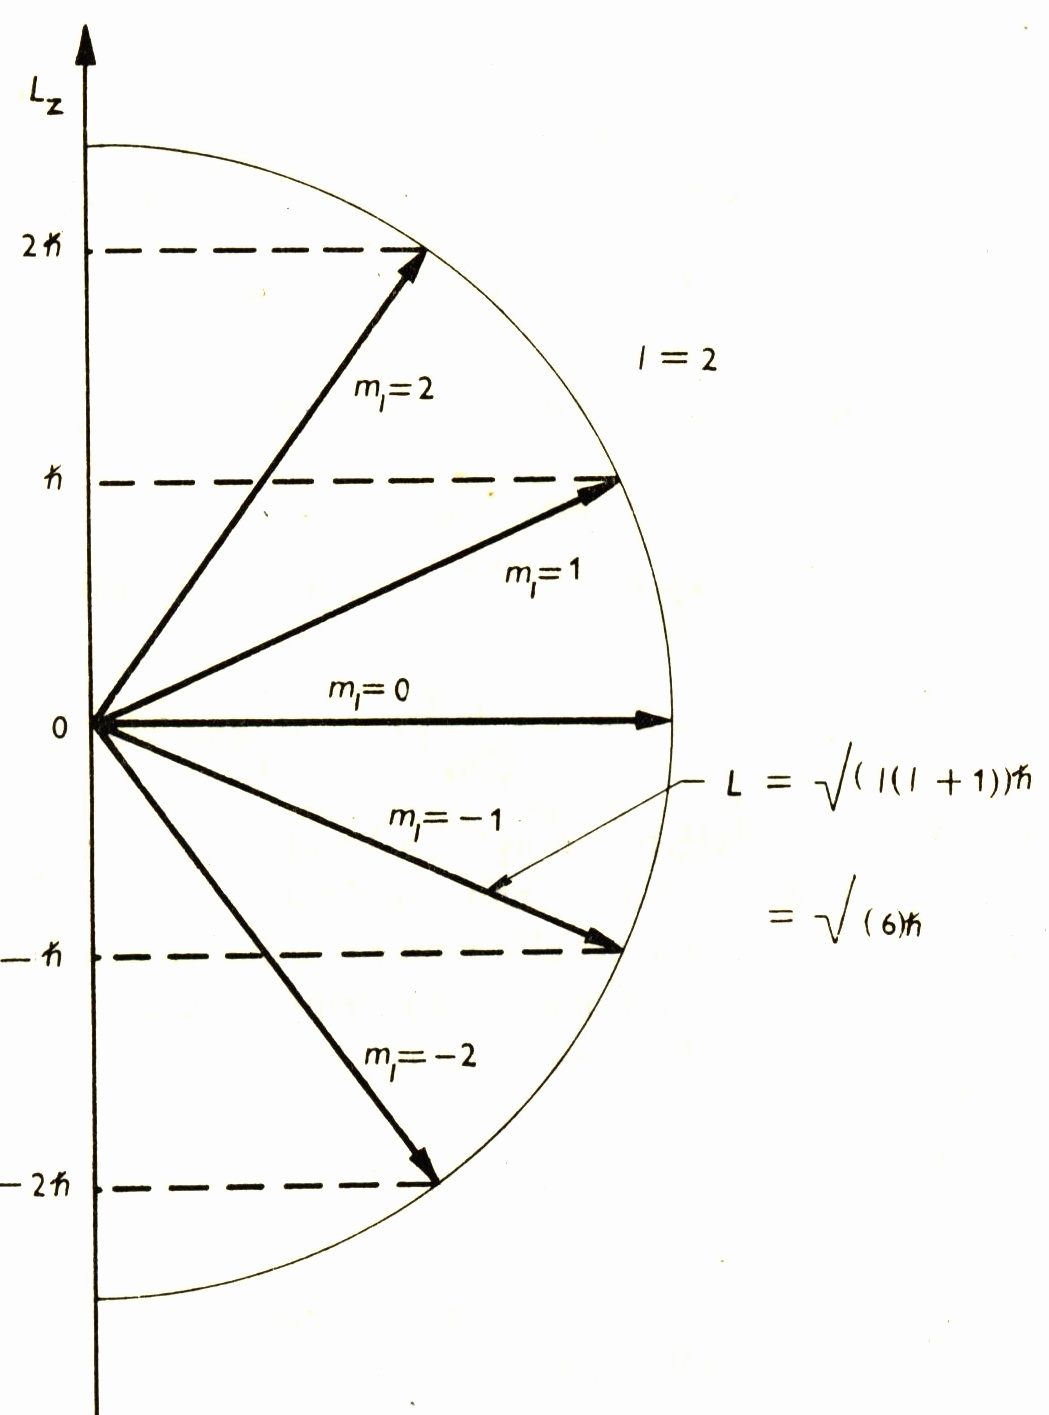 L_z
2ℏ
m_l = 2
l = 2
ℏ
m_l = 1
m_l = 0
0
L = √(l(l + 1))ℏ
m_l = −1
= √(6)ℏ
−ℏ
m_l = −2
−2ℏ